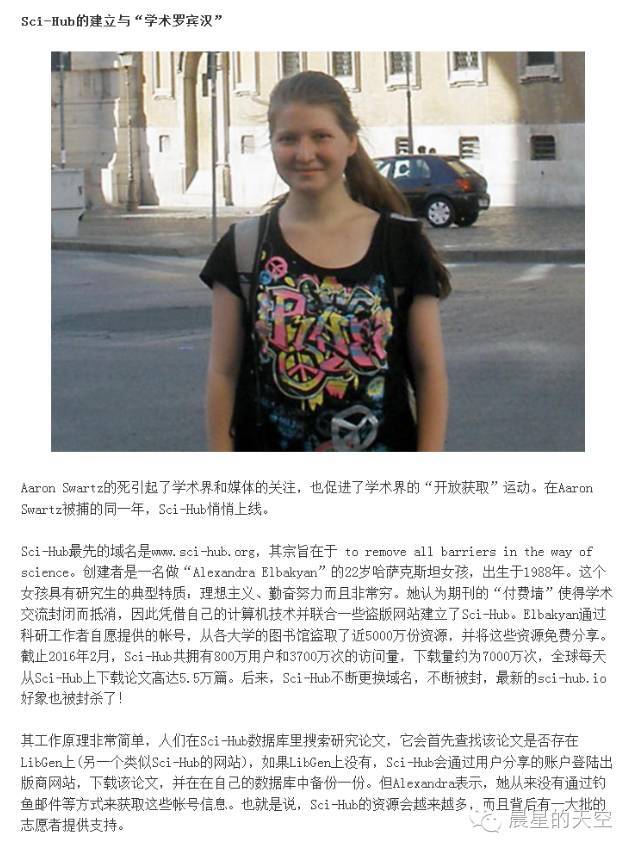 Sci-Hub的建立与“学术罗宾汉”
Aaron Swartz的死引起了学术界和媒体的关注，也促进了学术界的“开放获取”运动。在Aaron
Swartz被捕的同一年，Sci-Hub悄悄上线。
Sci-Hub最先的域名是www.sci-hub.org，其宗旨在于 to remove all barriers in the way of
science。创建者是一名做“Alexandra Elbakyan”的22岁哈萨克斯坦女孩，出生于1988年。这个
女孩具有研究生的典型特质：理想主义、勤奋努力而且非常穷。她认为期刊的“付费墙”使得学术
交流封闭而抵消，因此凭借自己的计算机技术并联合一些盗版网站建立了Sci-Hub。Elbakyan通过
科研工作者自愿提供的帐号，从各大学的图书馆盗取了近5000万份资源，并将这些资源免费分享。
截止2016年2月，Sci-Hub共拥有800万用户和3700万次的访问量，下载量约为7000万次，全球每天
从Sci-Hub上下载论文高达5.5万篇。后来，Sci-Hub不断更换域名，不断被封，最新的sci-hub.io
好象也被封杀了！
其工作原理非常简单，人们在Sci-Hub数据库里搜索研究论文，它会首先查找该论文是否存在
LibGen上(另一个类似Sci-Hub的网站)，如果LibGen上没有，Sci-Hub会通过用户分享的账户登陆出
版商网站，下载该论文，并在在自己的数据库中备份一份。但Alexandra表示，她从来没有通过钓
鱼邮件等方式来获取这些帐号信息。也就是说，Sci-Hub的资源会越来越多，而且背后有一大批的
志愿者提供支持。
晨星的天空